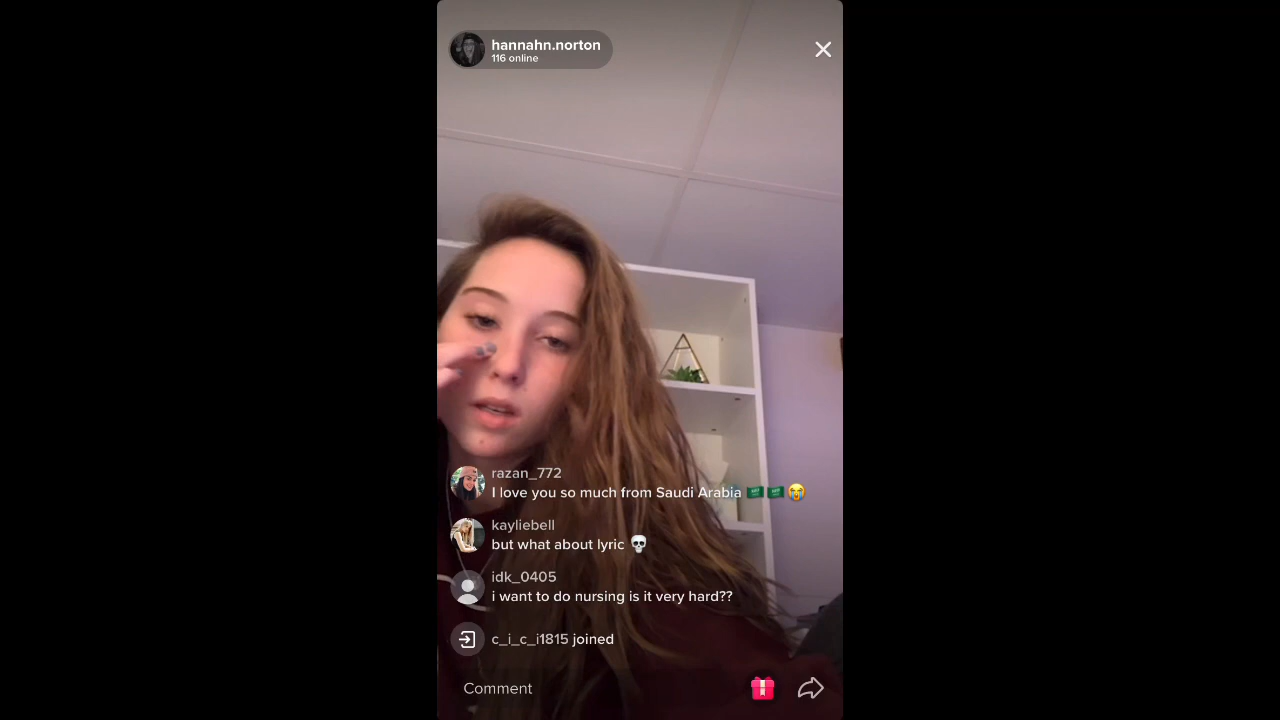 hannahn.norton
116 online
razan_772
I love you so much from Saudi Arabia 🇸🇦🇸🇦😭
kayliebell
but what about lyric 💀
idk_0405
i want to do nursing is it very hard??
c_i_c_i1815 joined
Comment